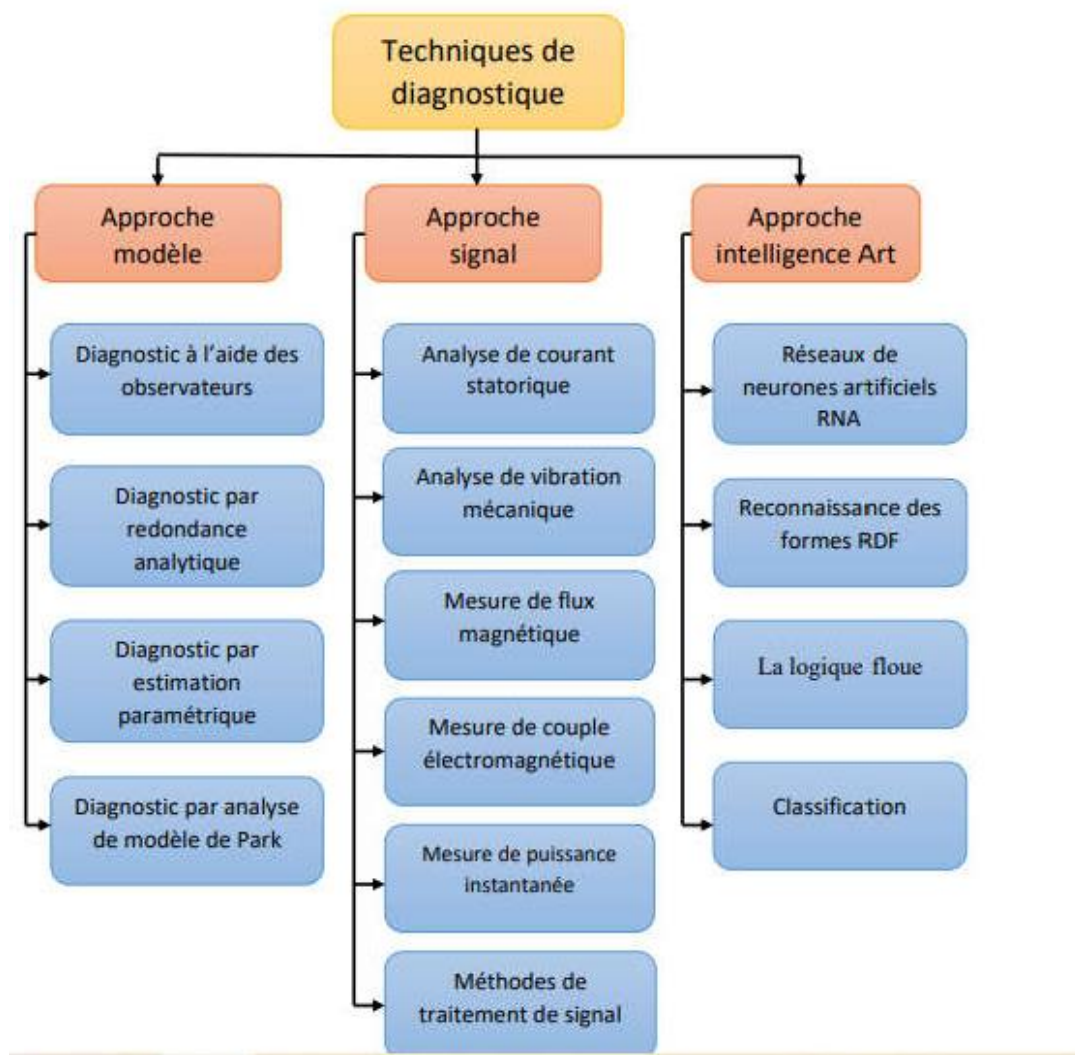 Techniques de
diagnostique
Approche
modèle
Diagnostic à l'aide des
observateurs
Diagnostic par
redondance
analytique
Diagnostic par
estimation
paramétrique
Diagnostic par analyse
de modèle de Park
Approche
signal
Analyse de courant
statorique
Analyse de vibration
mécanique
Mesure de flux
magnétique
Mesure de couple
électromagnétique
Mesure de puissance
instantanée
Méthodes de
traitement de signal
Approche
intelligence Art
Réseaux de
neurones artificiels
RNA
Reconnaissance des
formes RDF
La logique floue
Classification